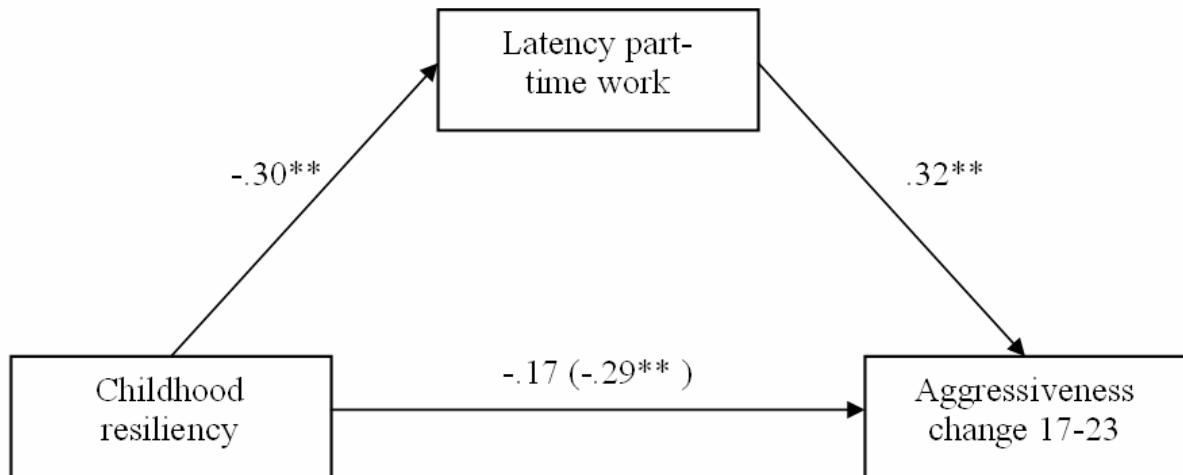 Latency part-
time work
-.30**
.32**
-.17 (-.29** )
Childhood
resiliency
Aggressiveness
change 17-23